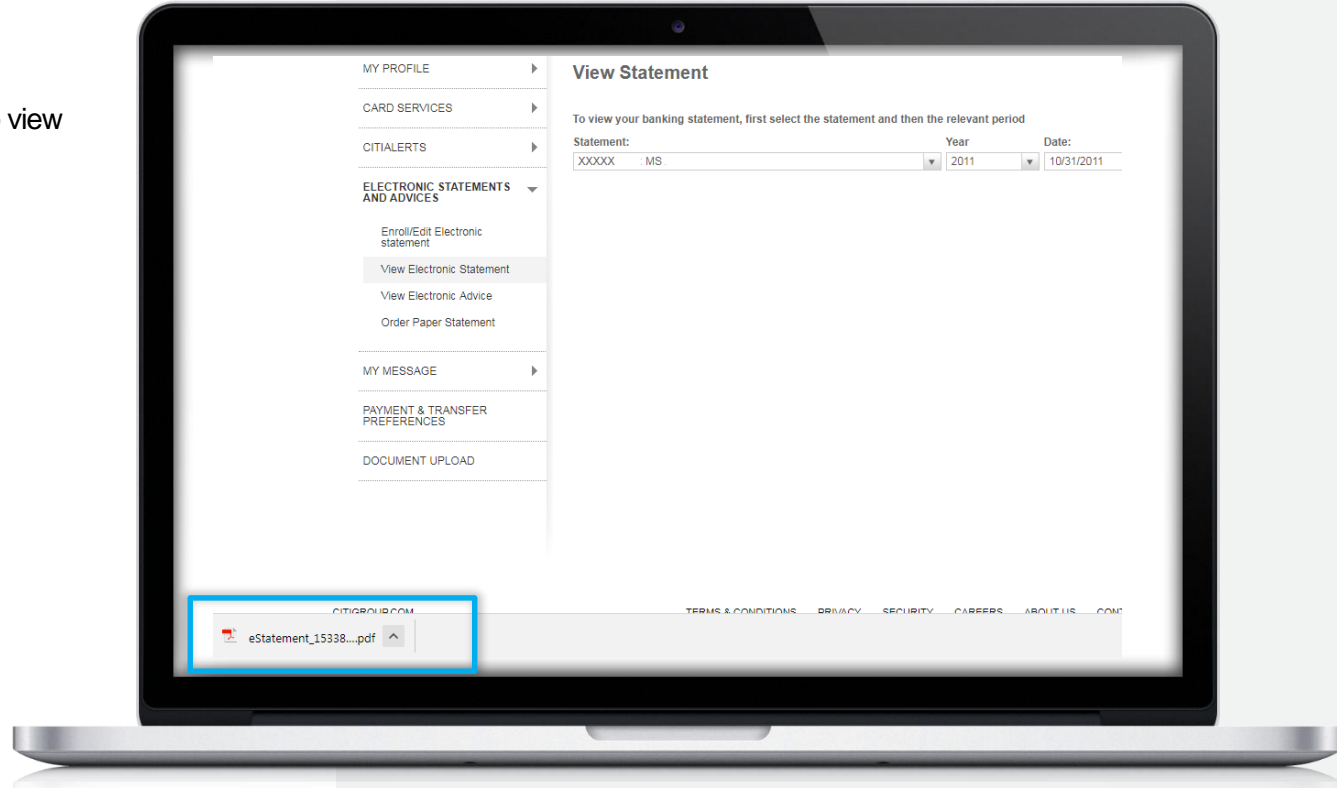 view
MY PROFILE
CARD SERVICES
CITIALERTS
ELECTRONIC STATEMENTS
AND ADVICES
Enroll/Edit Electronic
statement
View Electronic Statement
View Electronic Advice
Order Paper Statement
MY MESSAGE
PAYMENT & TRANSFER
PREFERENCES
DOCUMENT UPLOAD
View Statement
To view your banking statement, first select the statement and then the relevant period
Statement: Year Date:
XXXXX : MS. 2011 10/31/2011
CITIGROUP.COM TERMS & CONDITIONS PRIVACY SECURITY CAREERS ABOUT US
eStatement_15338....pdf